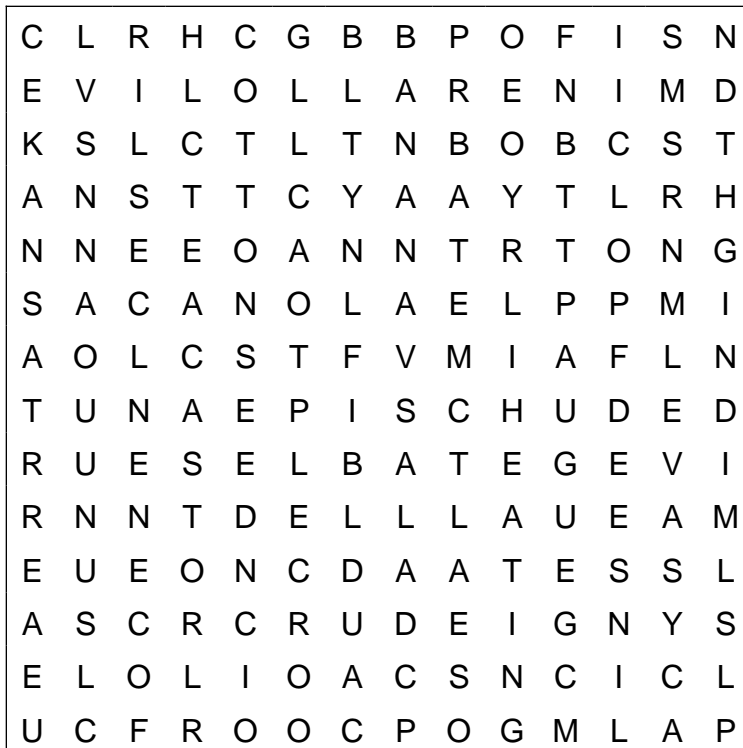 C L R H C G B B P O F I S N
E V I L O L L A R E N I M D
K S L C T L T N B O B C S T
A N S T T C Y A A Y T L R H
N N E E O A N N T R T O N G
S A C A N O L A E L P P M I
A O L C S T F V M I A F L N
T U N A E P I S C H U D E D
R U E S E L B A T E G E V I
R N N T D E L L L A U E A M
E U E O N C D A A T E S S L
A S C R C R U D E I G N Y S
E L O L I O A C S N C I C L
U C F R O O C P O G M L A P